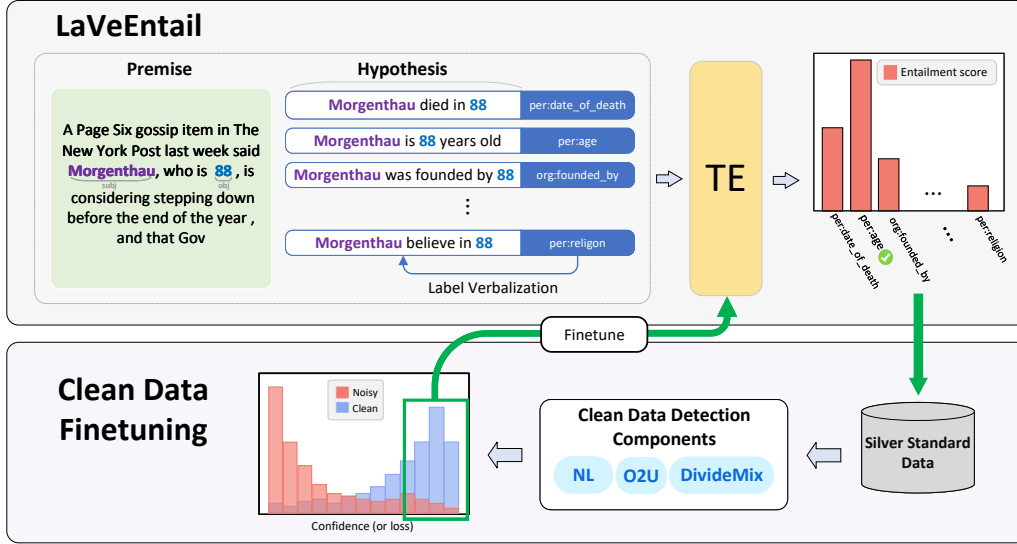 LaVeEntail
Premise
Hypothesis
A Page Six gossip item in The
New York Post last week said
Morgenthau, who is 88 , is
subj
obj
considering stepping down
before the end of the year ,
and that Gov
Morgenthau died in 88
per:date_of_death
Morgenthau is 88 years old
per:age
Morgenthau was founded by 88
org:founded_by
⋮
Morgenthau believe in 88
per:religon
Label Verbalization
TE
Entailment score
...
per:date_of_death
per:age
org:founded_by
...
per:religion
Finetune
Clean Data
Finetuning
Noisy
Clean
Confidence (or loss)
Clean Data Detection
Components
NL
O2U
DivideMix
Silver Standard
Data